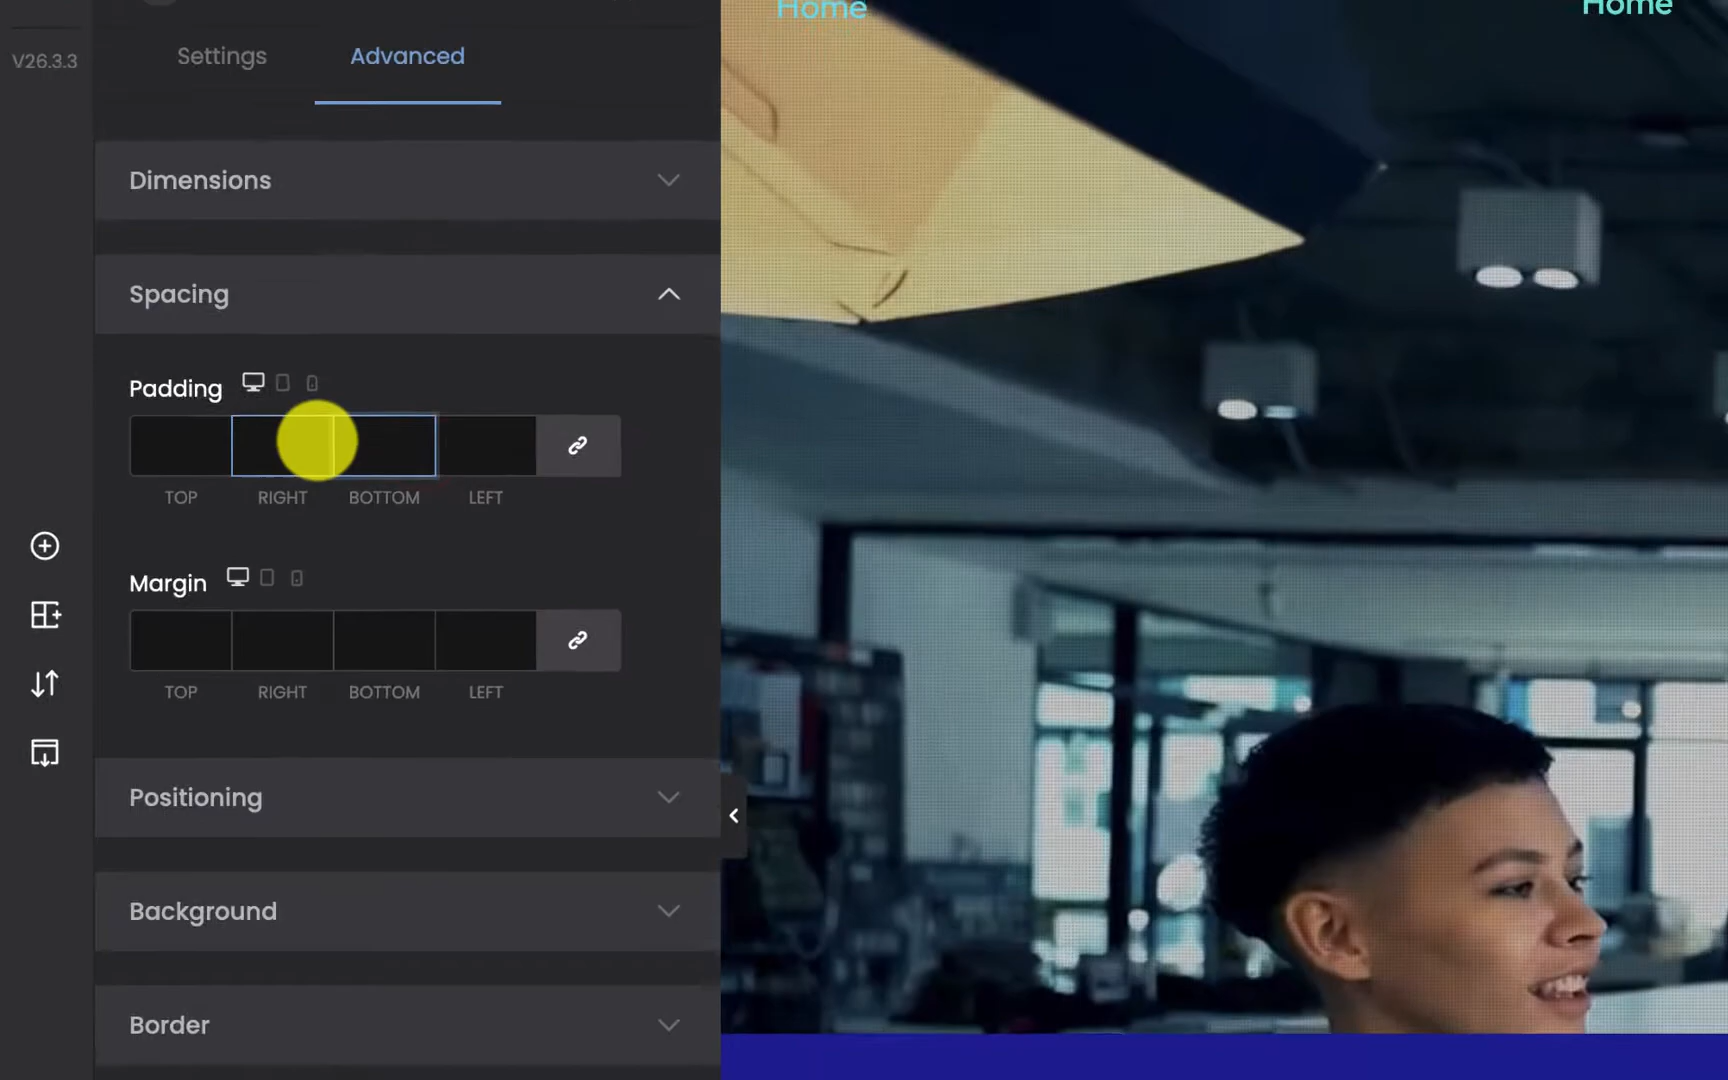 Home
Home
V26.3.3
Settings
Advanced
Dimensions
Spacing
Padding
TOP
RIGHT
BOTTOM
LEFT
Margin
TOP
RIGHT
BOTTOM
LEFT
Positioning
Background
Border